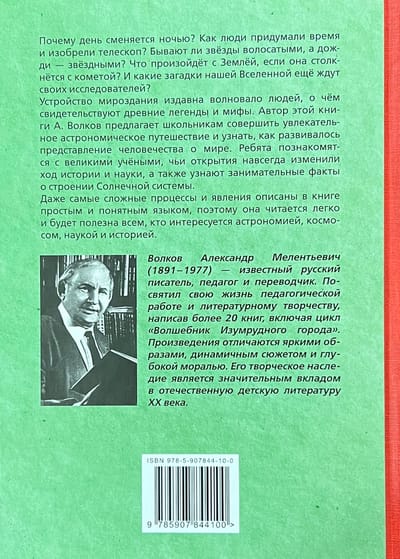 Почему день сменяется ночью? Как люди придумали время
и изобрели телескоп? Бывают ли звёзды волосатыми, а дож-
ди — звёздными? Что произойдёт с Землёй, если она столк-
нётся с кометой? И какие загадки нашей Вселенной ещё ждут
своих исследователей?
Устройство мироздания издавна волновало людей, о чём
свидетельствуют древние легенды и мифы. Автор этой кни-
ги А. Волков предлагает школьникам совершить увлекатель-
ное астрономическое путешествие и узнать, как развивалось
представление человечества о мире. Ребята познакомят-
ся с великими учёными, чьи открытия навсегда изменили
ход истории и науки, а также узнают занимательные факты
о строении Солнечной системы.
Даже самые сложные процессы и явления описаны в книге
простым и понятным языком, поэтому она читается легко
и будет полезна всем, кто интересуется астрономией, космо-
сом, наукой и историей.
Волков Александр Мелентьевич
(1891–1977) — известный русский
писатель, педагог и переводчик. По-
святил свою жизнь педагогической
работе и литературному творчеству,
написав более 20 книг, включая цикл
«Волшебник Изумрудного города».
Произведения отличаются яркими об-
разами, динамичным сюжетом и глу-
бокой моралью. Его творческое насле-
дие является значительным вкладом
в отечественную детскую литературу
XX века.
ISBN 978-5-907844-10-0
9 785907 844100 >